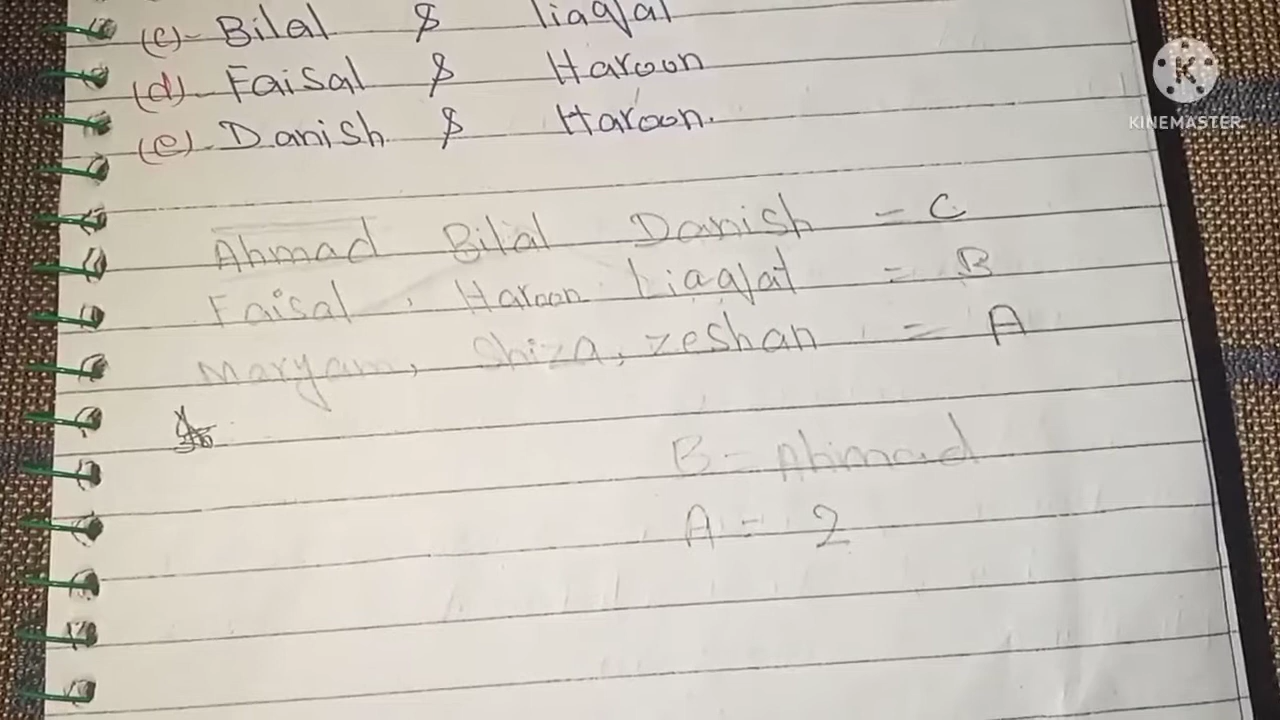 (c)- Bilal $ liaqat
(d)- Faisal $ Haroon
(e)- Danish $ Haroon.
Ahmad Bilal Danish - C
Faisal, Haroon Liaqat = B
Maryam, Shiza, zeshan = A
B = Ahmad
A = 2
KINEMASTER